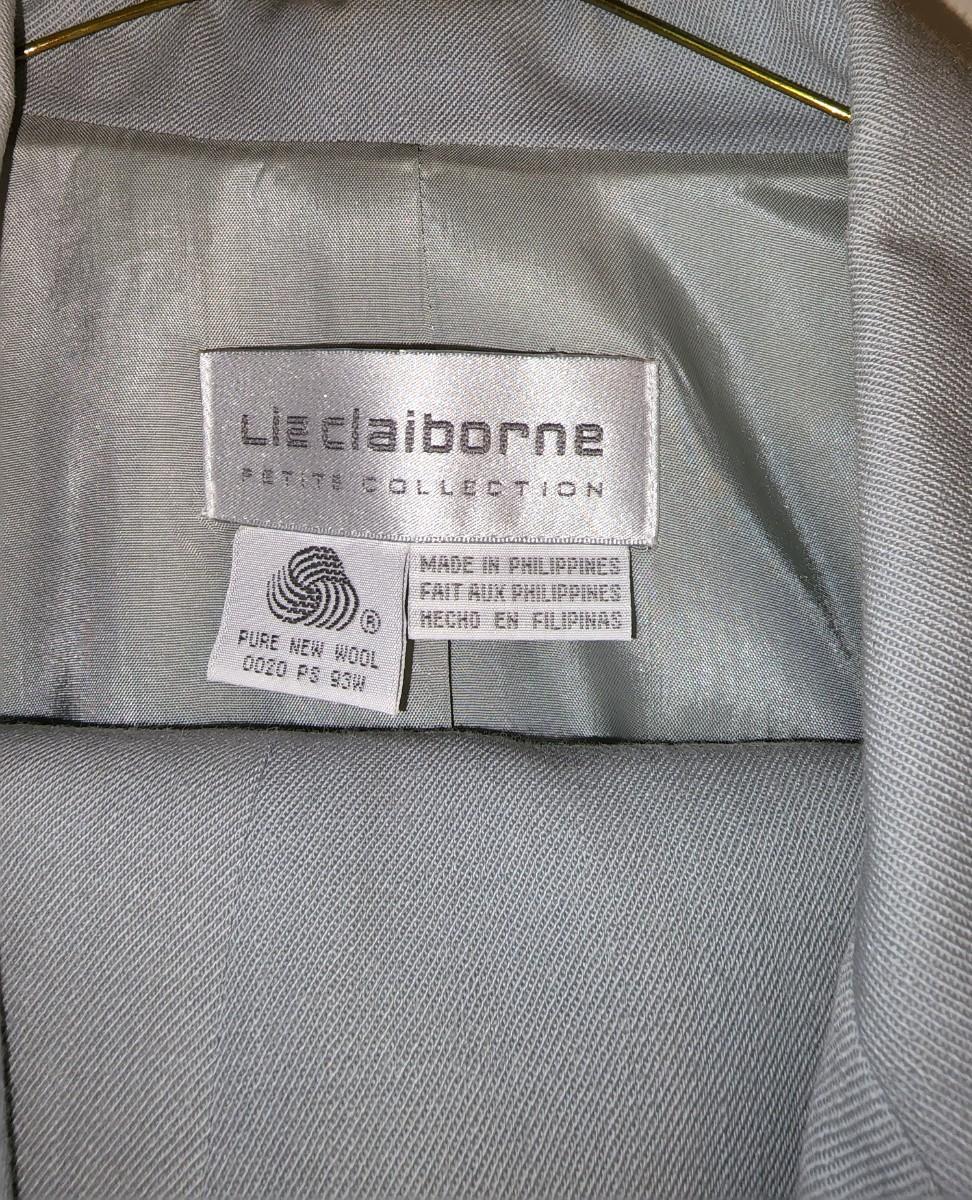 Liz claiborne
PETITE COLLECTION
®
PURE NEW WOOL
0020 PS 93W
MADE IN PHILIPPINES
FAIT AUX PHILIPPINES
HECHO EN FILIPINAS